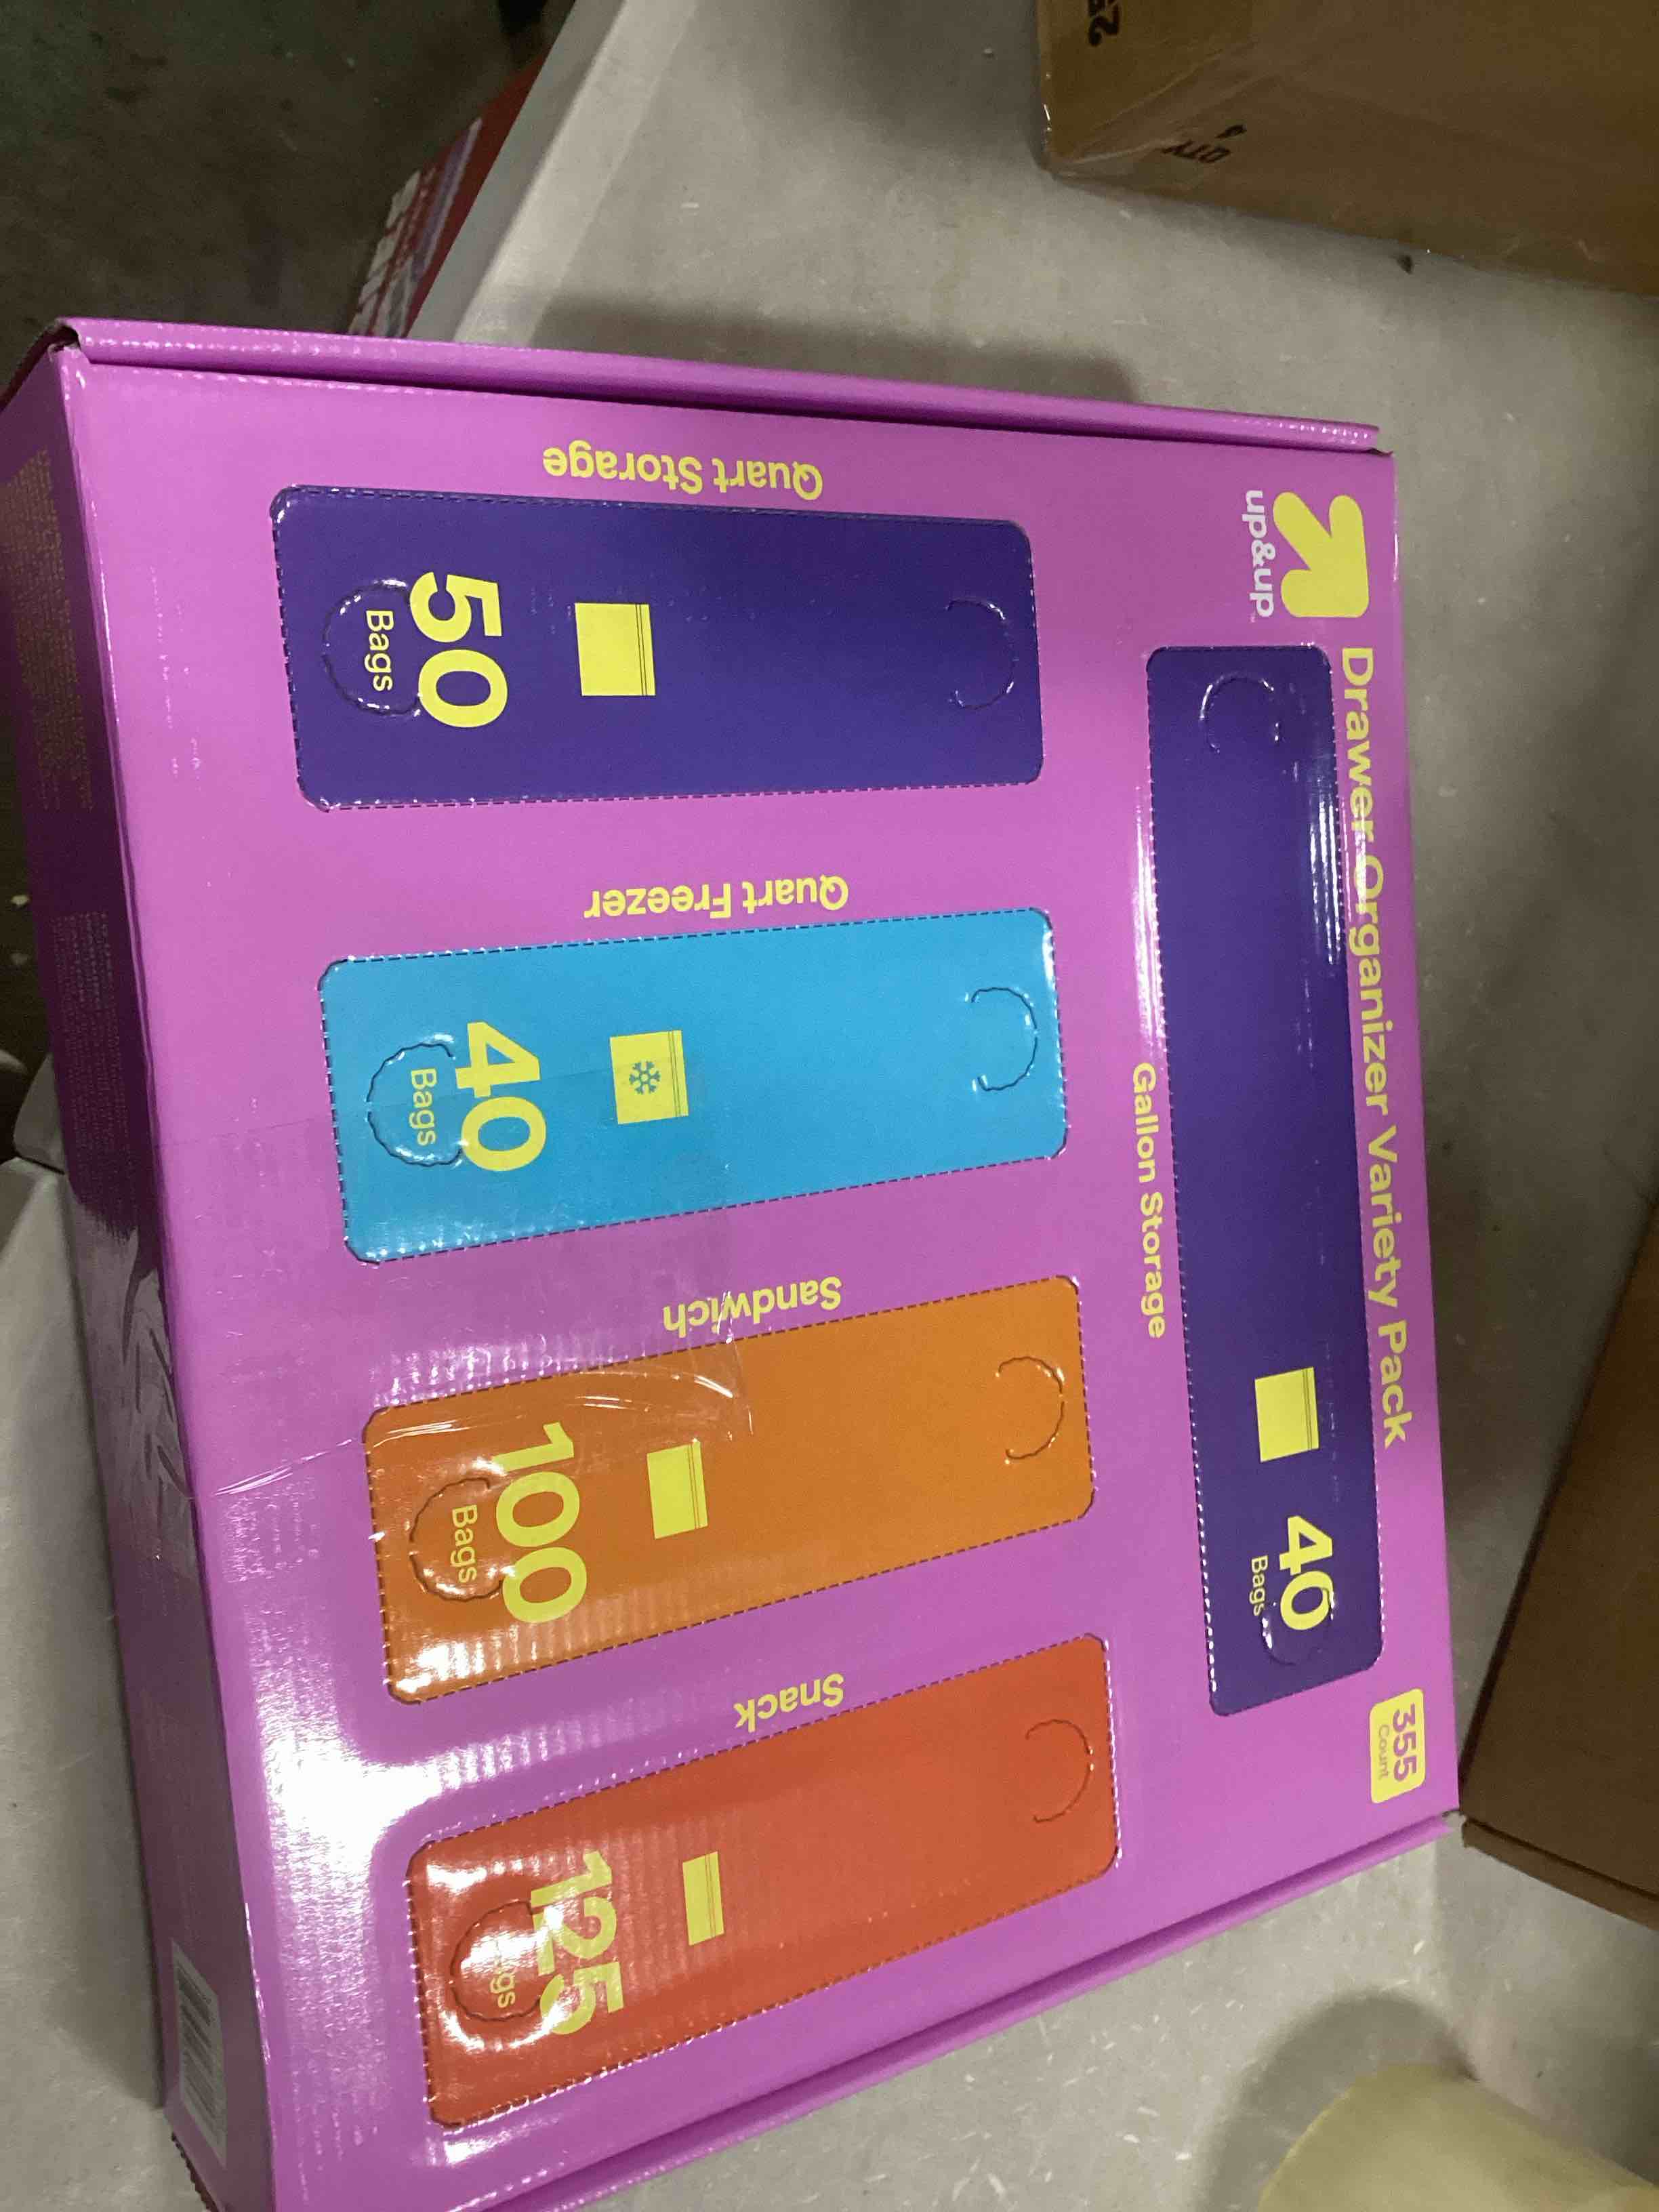 up&up
Drawer Organizer Variety Pack
355
Count
40
Bags
Gallon Storage
Quart Storage
50
Bags
Quart Freezer
40
Bags
Sandwich
100
Bags
Snack
125
QTY